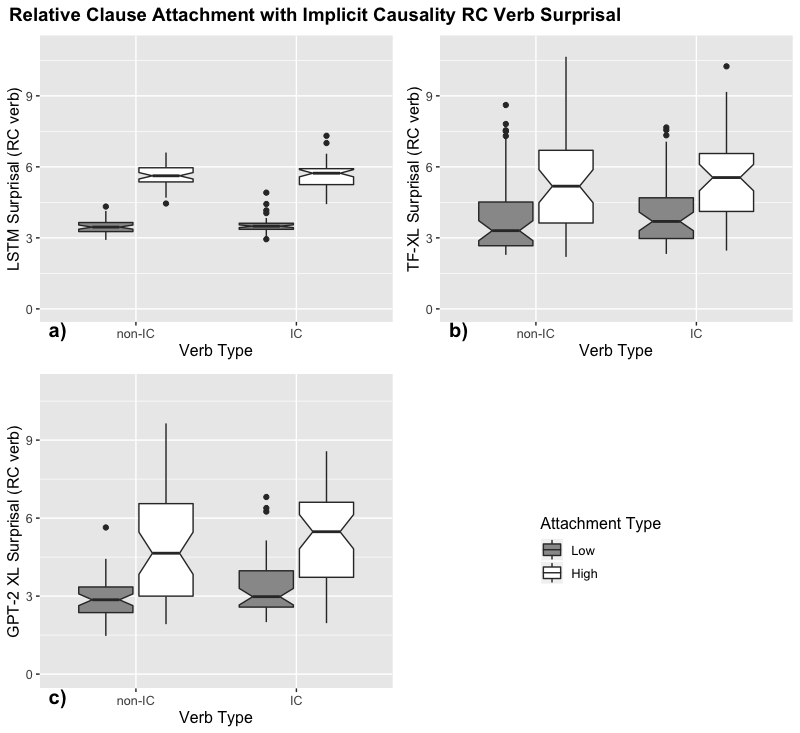 Relative Clause Attachment with Implicit Causality RC Verb Surprisal
LSTM Surprisal (RC verb)
9
6
3
0
non-IC IC
a)
Verb Type
TF-XL Surprisal (RC verb)
9
6
3
0
non-IC IC
b)
Verb Type
GPT-2 XL Surprisal (RC verb)
9
6
3
0
non-IC IC
c)
Verb Type
Attachment Type
Low
High